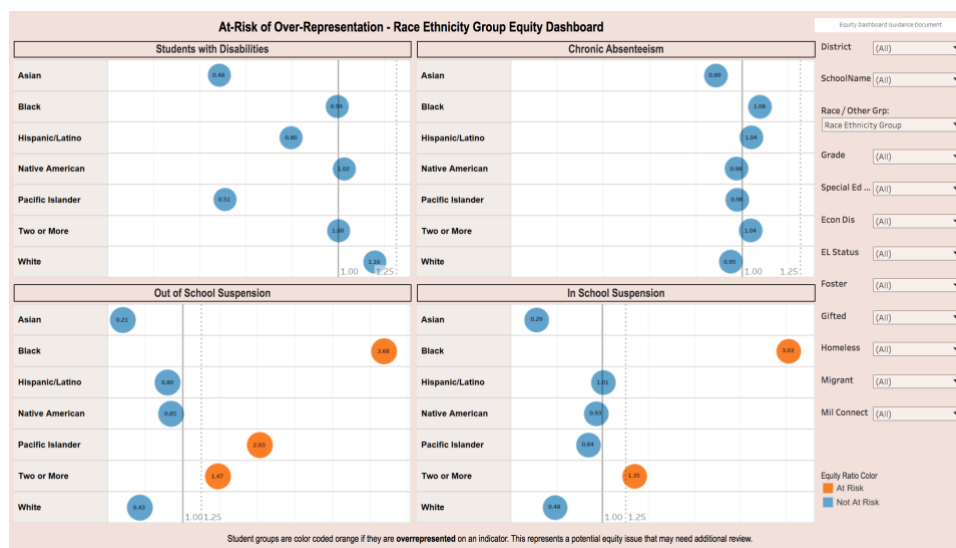 At-Risk of Over-Representation - Race Ethnicity Group Equity Dashboard
Equity Dashboard Guidance Document
Students with Disabilities
Asian 0.48
Black 0.99
Hispanic/Latino 0.80
Native American 1.02
Pacific Islander 0.51
Two or More 1.00
White 1.16
1.00 1.25
Chronic Absenteeism
Asian 0.89
Black 1.08
Hispanic/Latino 1.04
Native American 0.98
Pacific Islander 0.98
Two or More 1.04
White 0.95
1.00 1.25
Out of School Suspension
Asian 0.21
Black 3.68
Hispanic/Latino 0.80
Native American 0.85
Pacific Islander 2.03
Two or More 1.47
White 0.43
1.00 1.25
In School Suspension
Asian 0.29
Black
Hispanic/Latino 1.01
Native American 0.93
Pacific Islander 0.84
Two or More 1.35
White 0.48
1.00 1.25
District (All)
SchoolName (All)
Race / Other Grp:
Race Ethnicity Group
Grade (All)
Special Ed ... (All)
Econ Dis (All)
EL Status (All)
Foster (All)
Gifted (All)
Homeless (All)
Migrant (All)
Mil Connect (All)
Equity Ratio Color
At Risk
Not At Risk
Student groups are color coded orange if they are overrepresented on an indicator. This represents a potential equity issue that may need additional review.